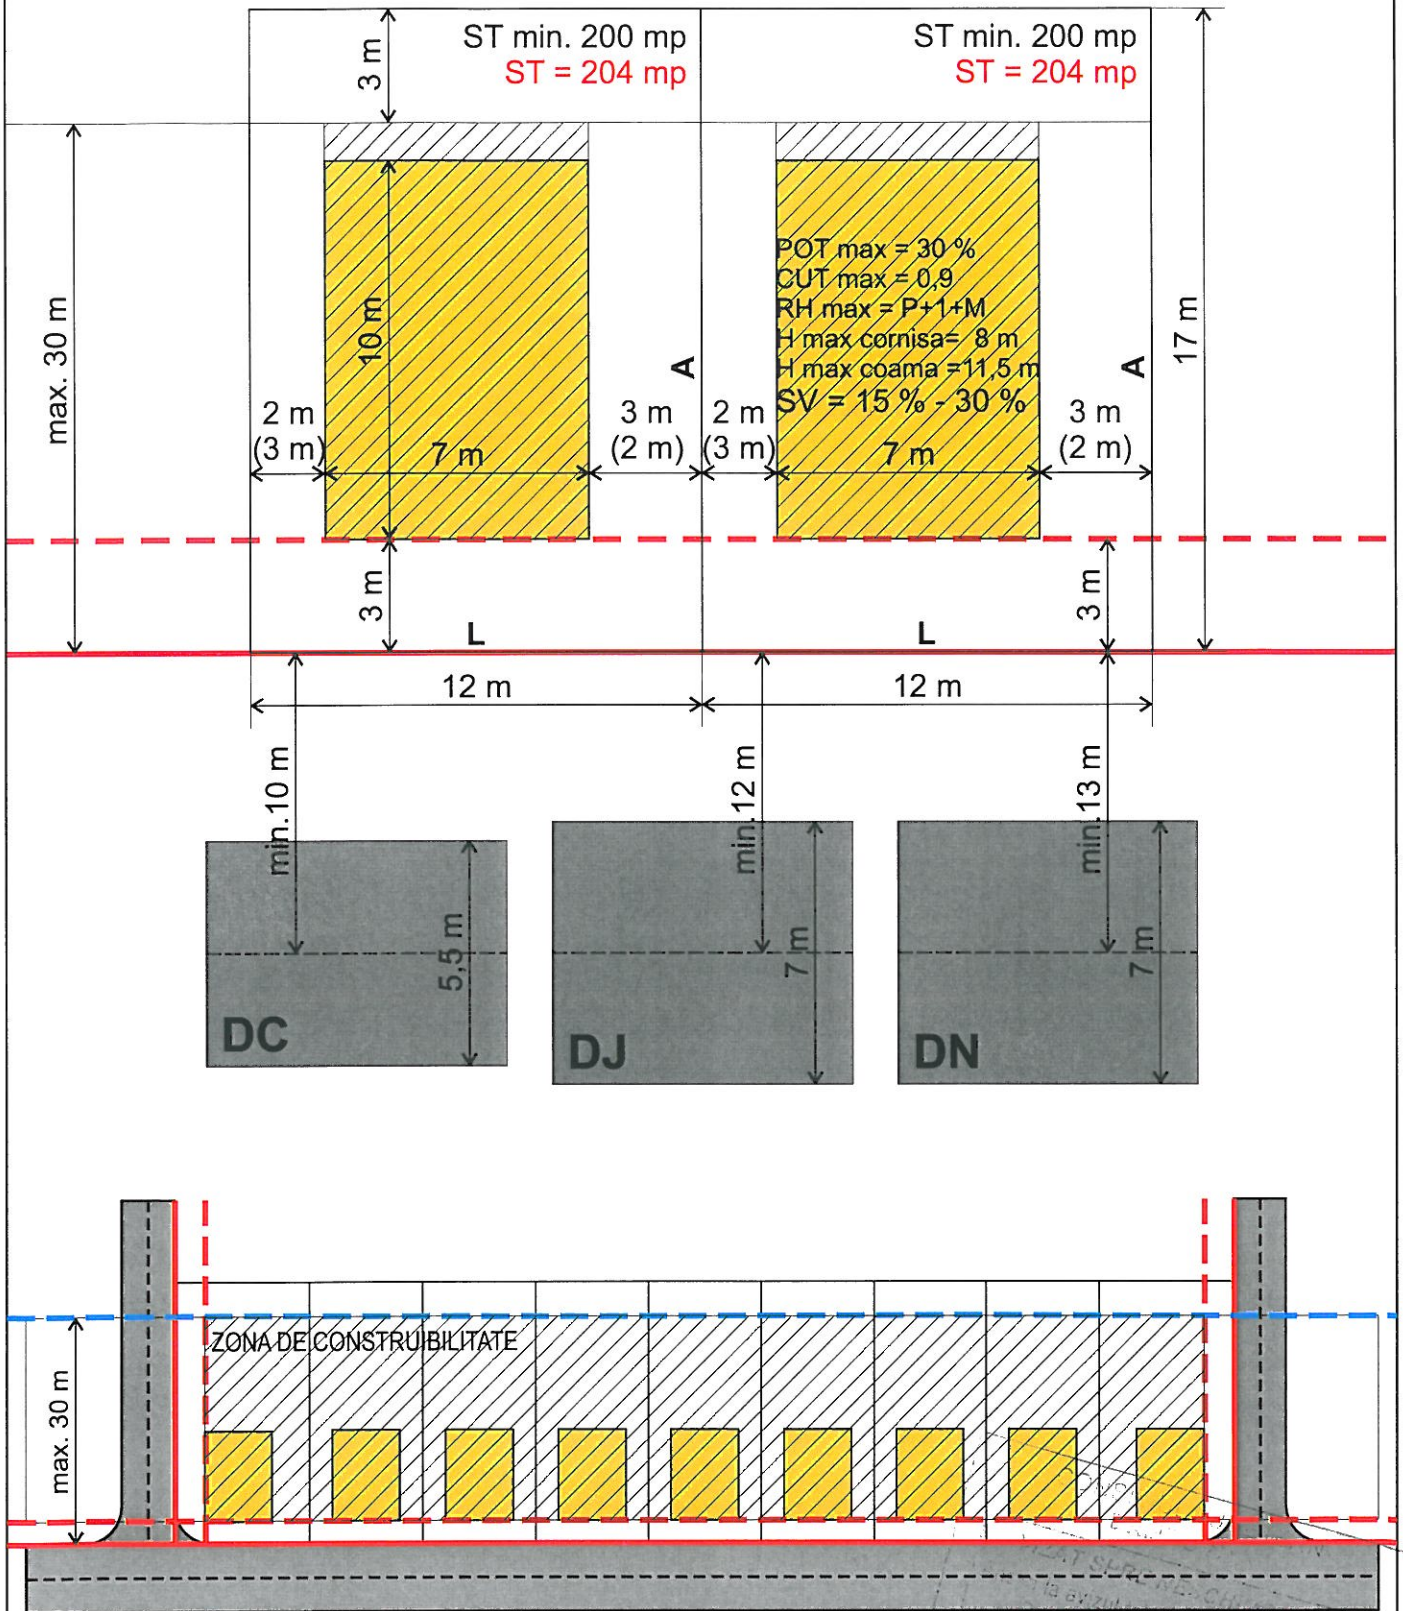 ST min. 200 mp
ST = 204 mp
ST min. 200 mp
ST = 204 mp
3 m
max. 30 m
10 m
POT max = 30 %
CUT max = 0,9
RH max = P+1+M
H max cornisa= 8 m
H max coama =11,5 m
SV = 15 % - 30 %
17 m
A
A
2 m
(3 m)
7 m
3 m
(2 m)
2 m
(3 m)
7 m
3 m
(2 m)
3 m
3 m
L
L
12 m
12 m
min.10 m
min.12 m
min.13 m
5,5 m
7 m
7 m
DC
DJ
DN
ZONA DE CONSTRUIBILITATE
max. 30 m